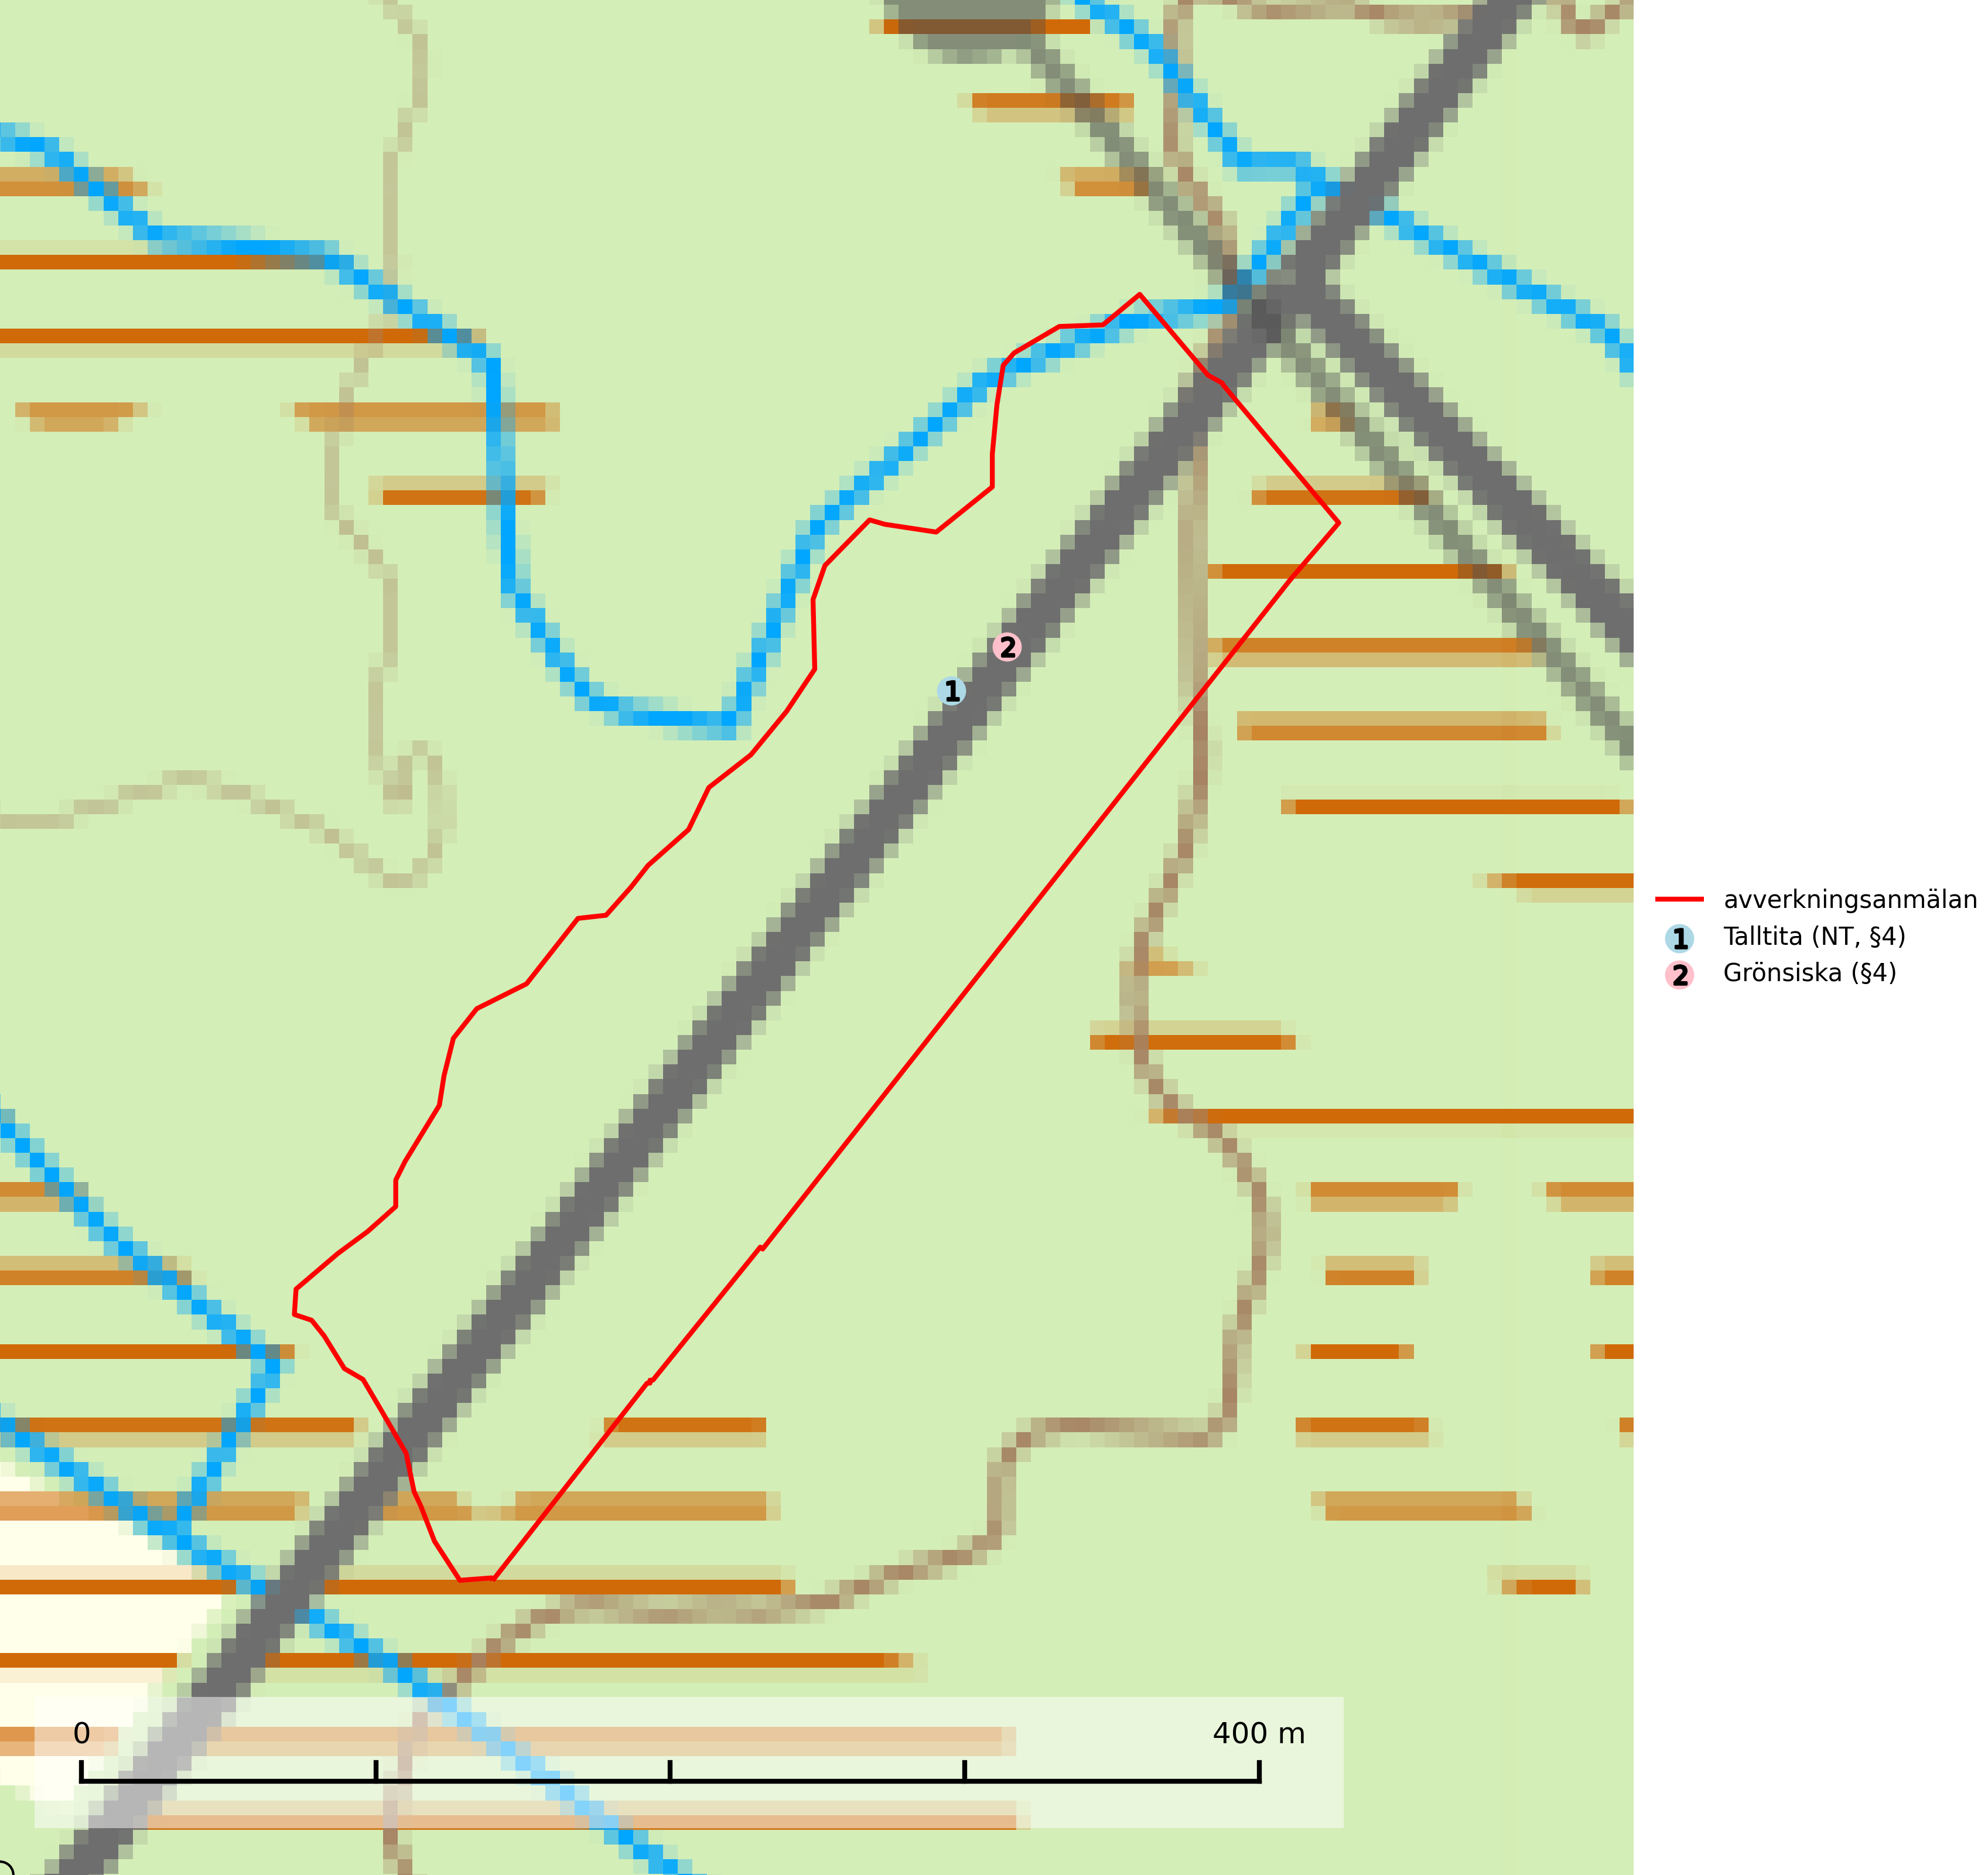 2
1
avverkningsanmälan
1 Talltita (NT, §4)
2 Grönsiska (§4)
0 400 m